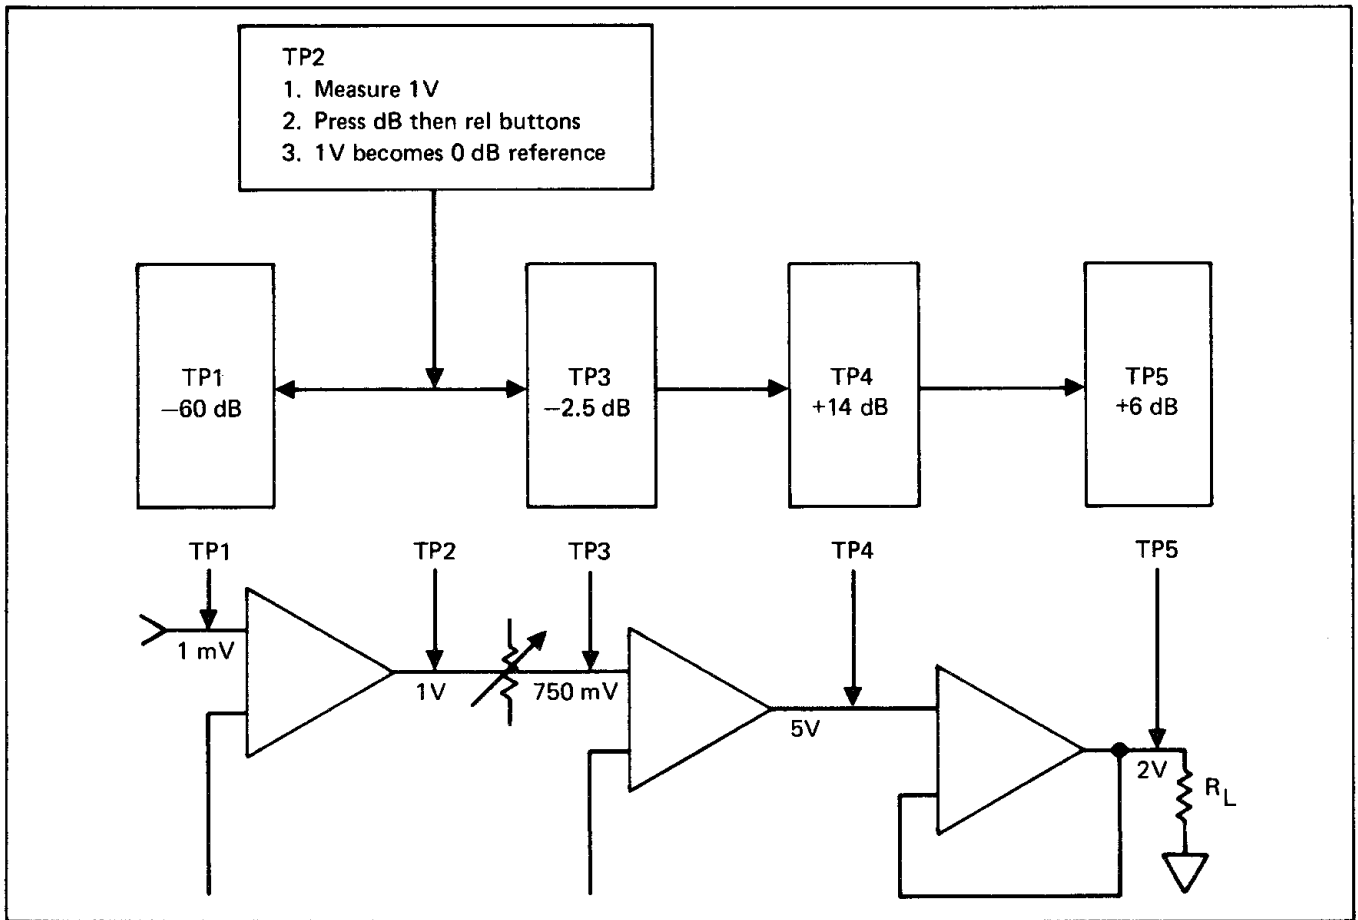 TP2
1. Measure 1V
2. Press dB then rel buttons
3. 1V becomes 0 dB reference
TP1
−60 dB
TP3
−2.5 dB
TP4
+14 dB
TP5
+6 dB
TP1
TP2
TP3
TP4
TP5
1 mV
1V
750 mV
5V
2V
RL